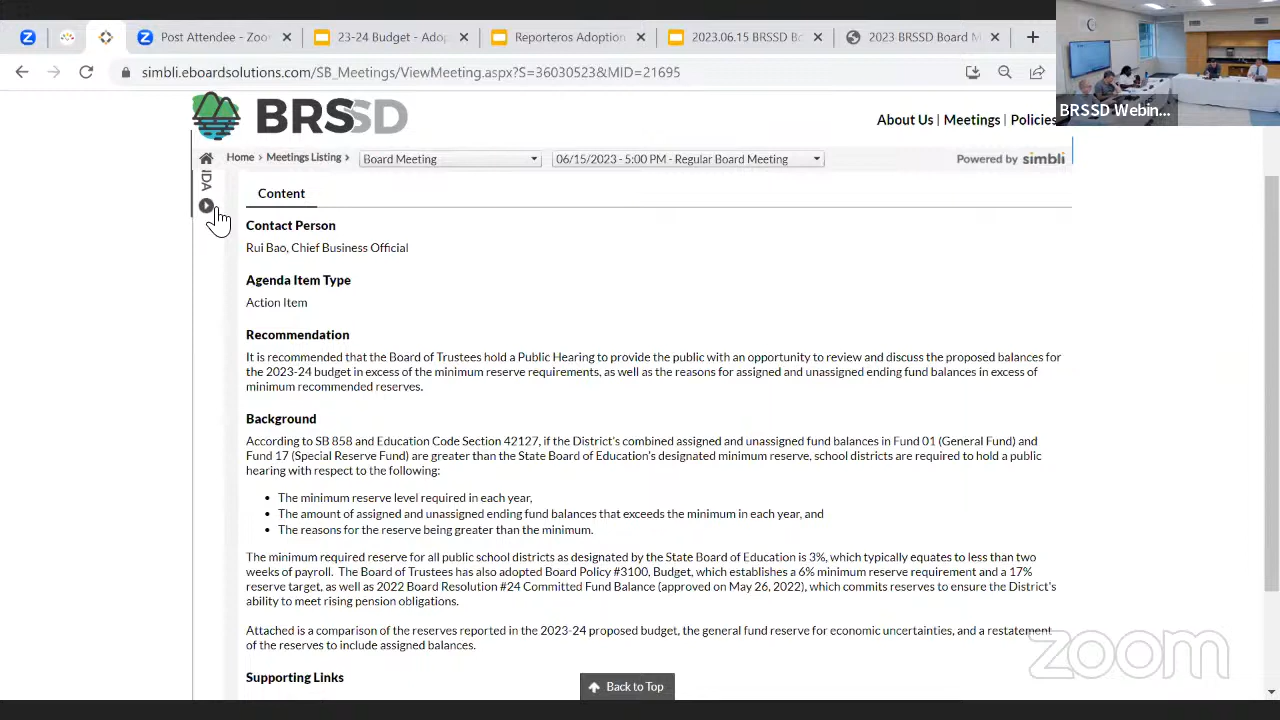 Post Attendee - Zoo
23-24 Budget - Ado
Reporteros Adoption
2023.06.15 BRSSD Bo
2023 BRSSD Board M
simbli.eboardsolutions.com/SB_Meetings/ViewMeeting.aspx?S=36030523&MID=21695
BRSSD Webin...
BRSSD
About Us | Meetings | Policies
Home > Meetings Listing >
Board Meeting
06/15/2023 - 5:00 PM - Regular Board Meeting
Powered by simbli
IDA
Content
Contact Person
Rui Bao, Chief Business Official
Agenda Item Type
Action Item
Recommendation
It is recommended that the Board of Trustees hold a Public Hearing to provide the public with an opportunity to review and discuss the proposed balances for
the 2023-24 budget in excess of the minimum reserve requirements, as well as the reasons for assigned and unassigned ending fund balances in excess of
minimum recommended reserves.
Background
According to SB 858 and Education Code Section 42127, if the District's combined assigned and unassigned fund balances in Fund 01 (General Fund) and
Fund 17 (Special Reserve Fund) are greater than the State Board of Education's designated minimum reserve, school districts are required to hold a public
hearing with respect to the following:
• The minimum reserve level required in each year,
• The amount of assigned and unassigned ending fund balances that exceeds the minimum in each year, and
• The reasons for the reserve being greater than the minimum.
The minimum required reserve for all public school districts as designated by the State Board of Education is 3%, which typically equates to less than two
weeks of payroll. The Board of Trustees has also adopted Board Policy #3100, Budget, which establishes a 6% minimum reserve requirement and a 17%
reserve target, as well as 2022 Board Resolution #24 Committed Fund Balance (approved on May 26, 2022), which commits reserves to ensure the District's
ability to meet rising pension obligations.
Attached is a comparison of the reserves reported in the 2023-24 proposed budget, the general fund reserve for economic uncertainties, and a restatement
of the reserves to include assigned balances.
Supporting Links
Back to Top
zoom